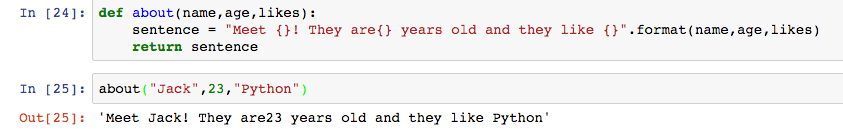 In [24]: def about(name,age,likes):
    sentence = "Meet {}! They are{} years old and they like {}".format(name,age,likes)
    return sentence
In [25]: about("Jack",23,"Python")
Out[25]: 'Meet Jack! They are23 years old and they like Python'